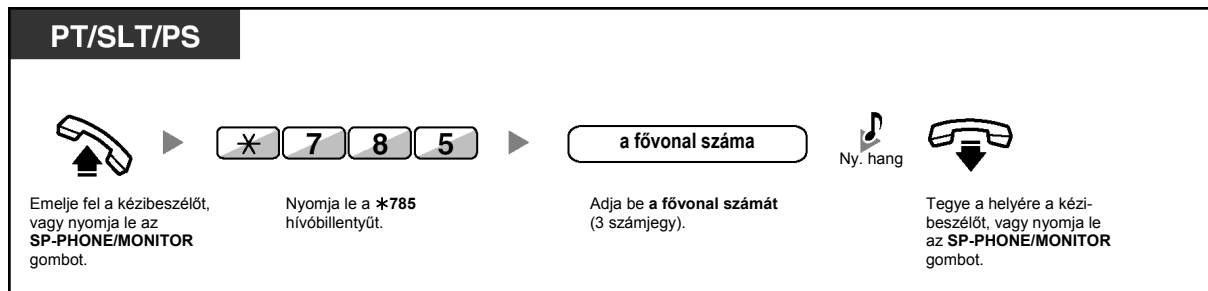 PT/SLT/PS
* 7 8 5
a fővonal száma
Ny. hang
Emelje fel a kézibeszélőt,
vagy nyomja le az
SP-PHONE/MONITOR
gombot.
Nyomja le a *785
hívóbillentyűt.
Adja be a fővonal számát
(3 számjegy).
Tegye a helyére a kézi-
beszélőt, vagy nyomja le
az SP-PHONE/MONITOR
gombot.